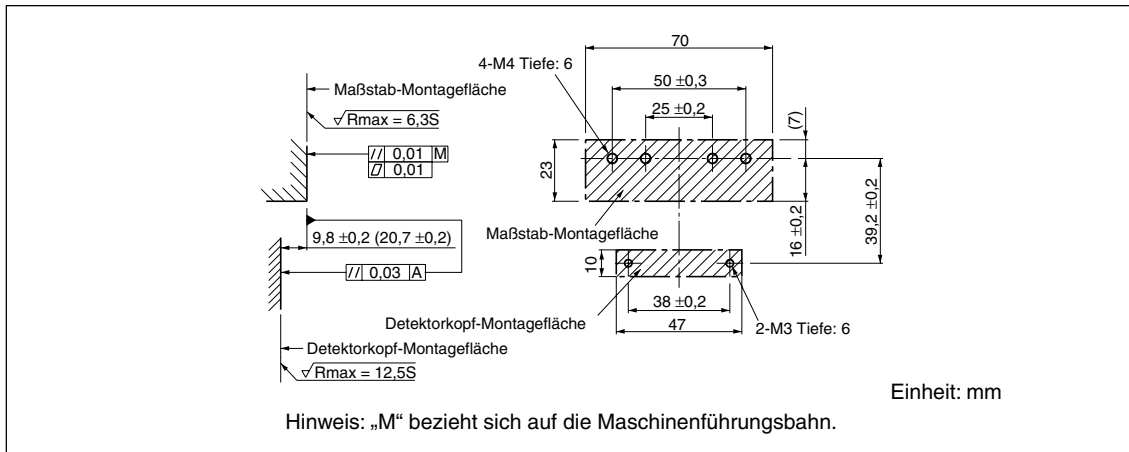 Maßstab-Montagefläche
Rmax = 6,3S
// 0,01 M
⏥ 0,01
9,8 ±0,2 (20,7 ±0,2)
// 0,03 A
Detektorkopf-Montagefläche
Rmax = 12,5S
70
4-M4 Tiefe: 6
50 ±0,3
25 ±0,2
(7)
23
16 ±0,2
39,2 ±0,2
Maßstab-Montagefläche
10
38 ±0,2
Detektorkopf-Montagefläche
47
2-M3 Tiefe: 6
Einheit: mm
Hinweis: „M“ bezieht sich auf die Maschinenführungsbahn.